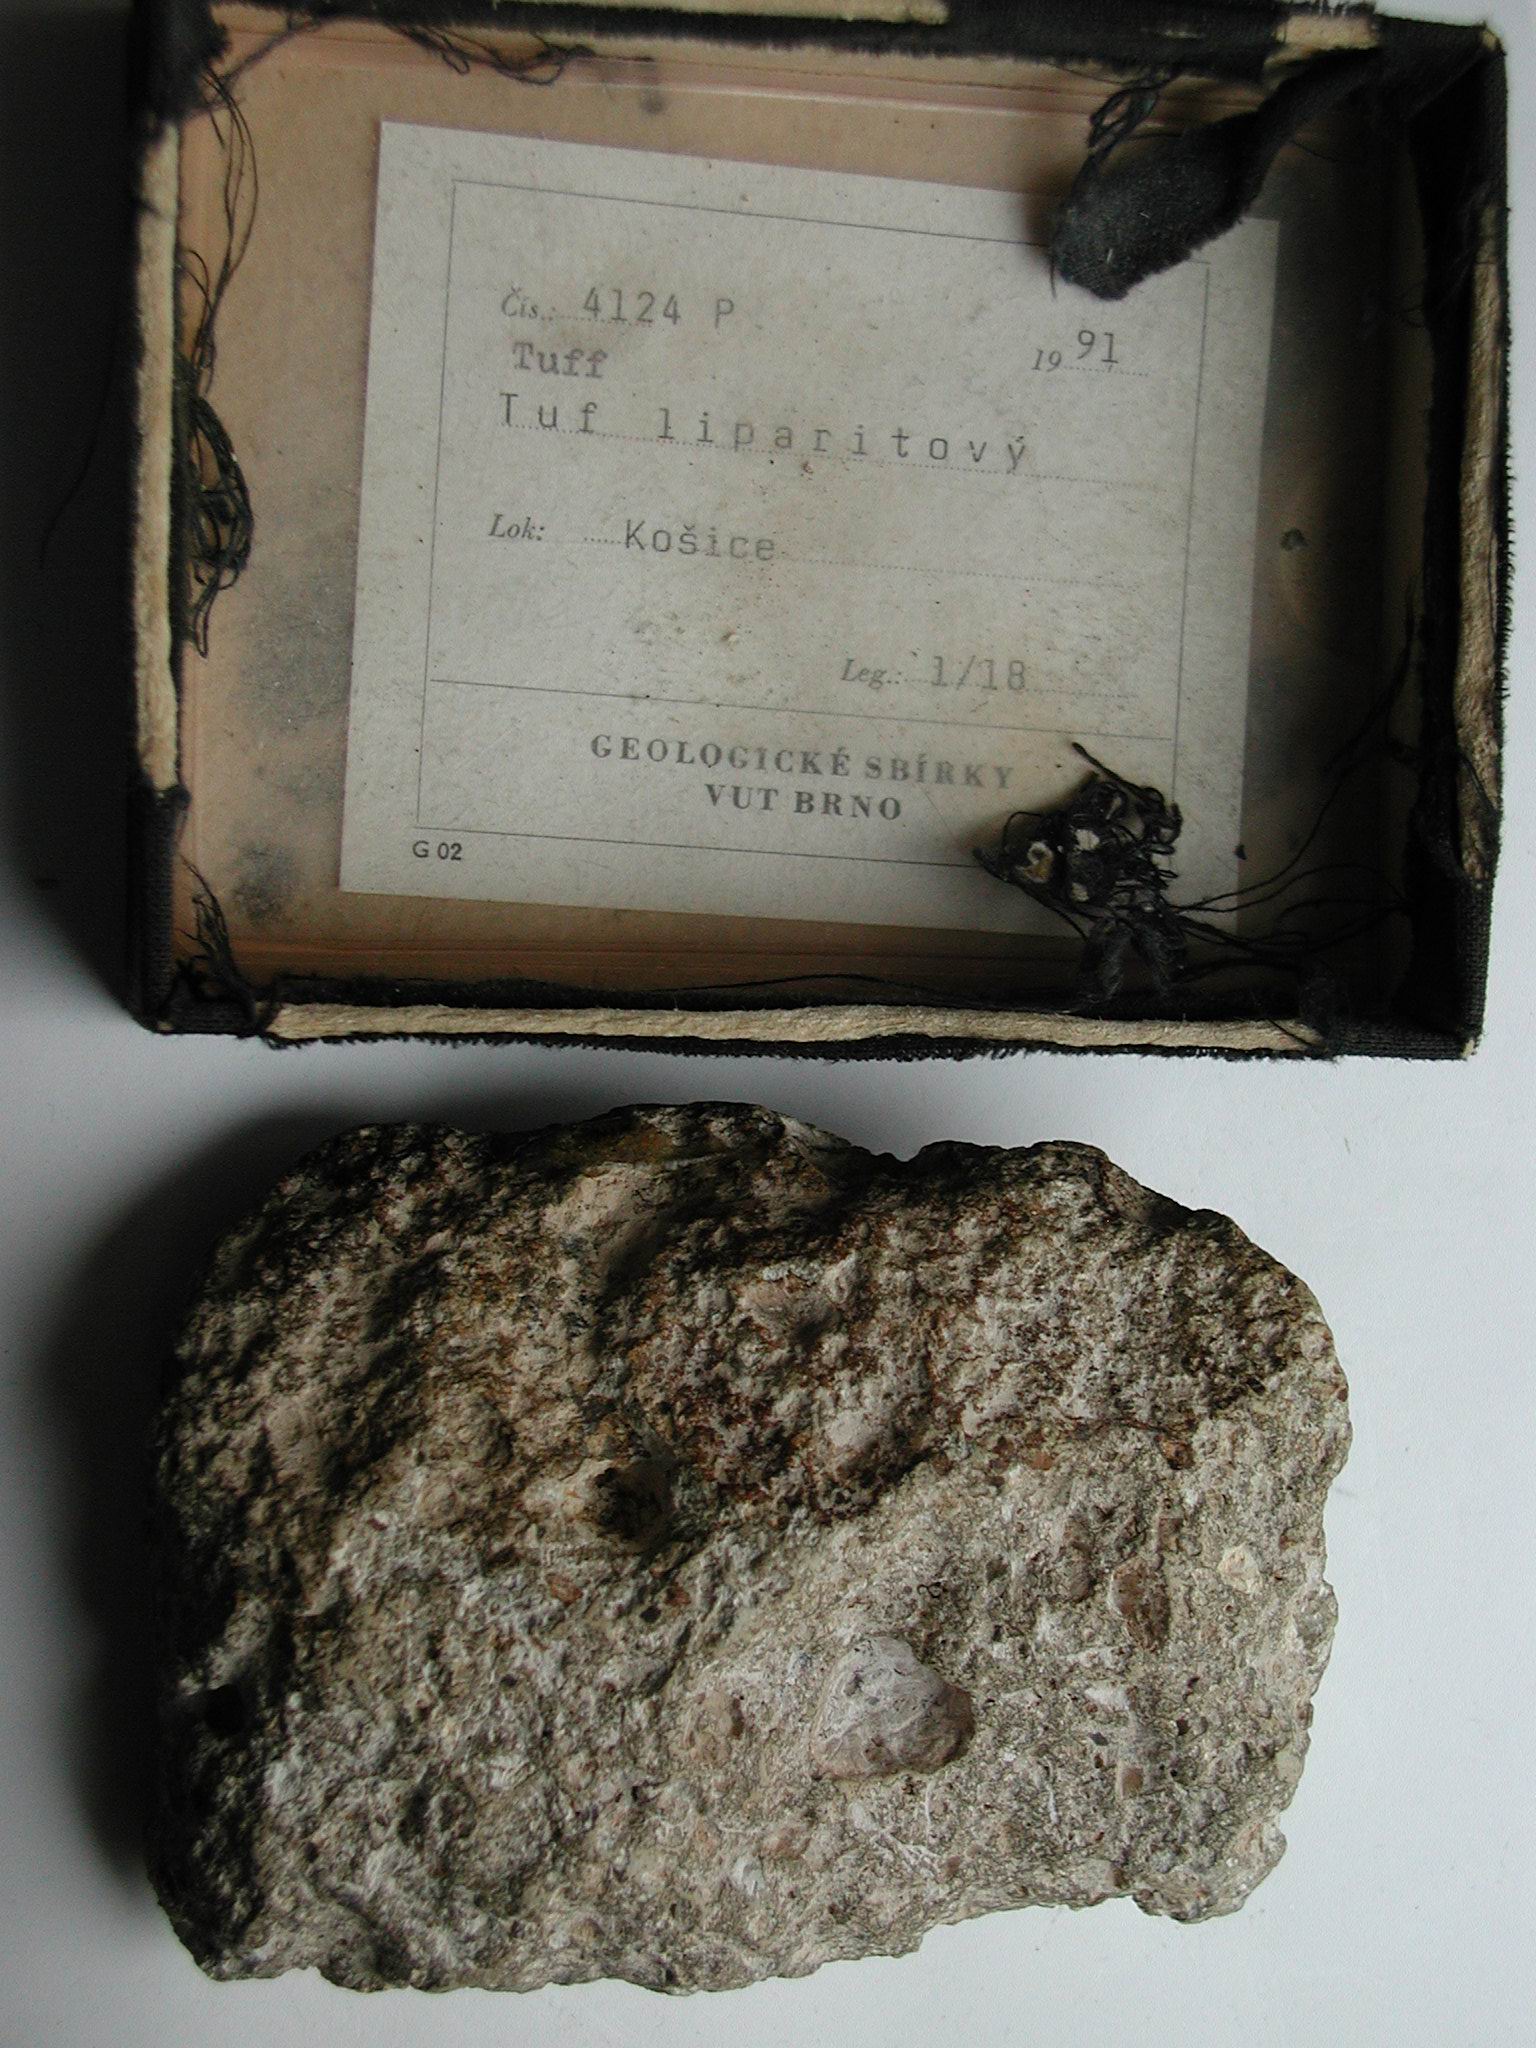 Čís.: 4124 P
Tuff
19 91
Tuf liparitový
Lok: Košice
Leg.: 1/18
GEOLOGICKÉ SBÍRKY
VUT BRNO
G 02